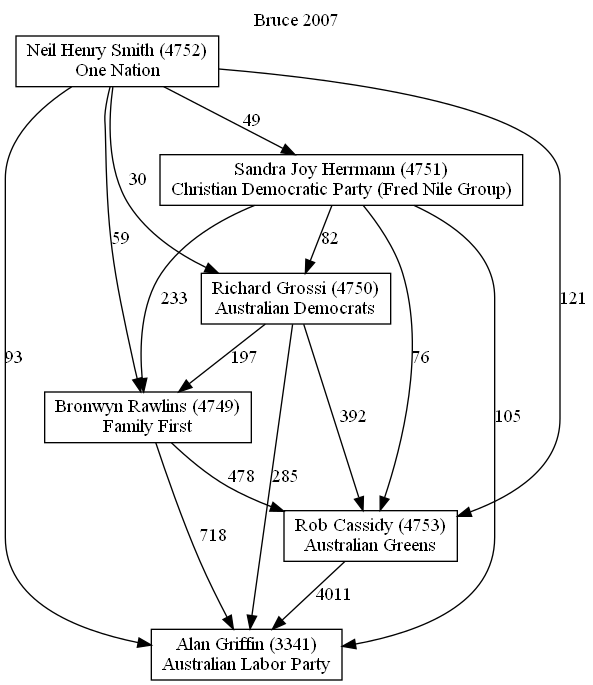 Bruce 2007
Neil Henry Smith (4752)
One Nation
49
Sandra Joy Herrmann (4751)
Christian Democratic Party (Fred Nile Group)
30
59
82
Richard Grossi (4750)
Australian Democrats
233
121
93
197
76
Bronwyn Rawlins (4749)
Family First
392
105
478
285
Rob Cassidy (4753)
Australian Greens
718
4011
Alan Griffin (3341)
Australian Labor Party